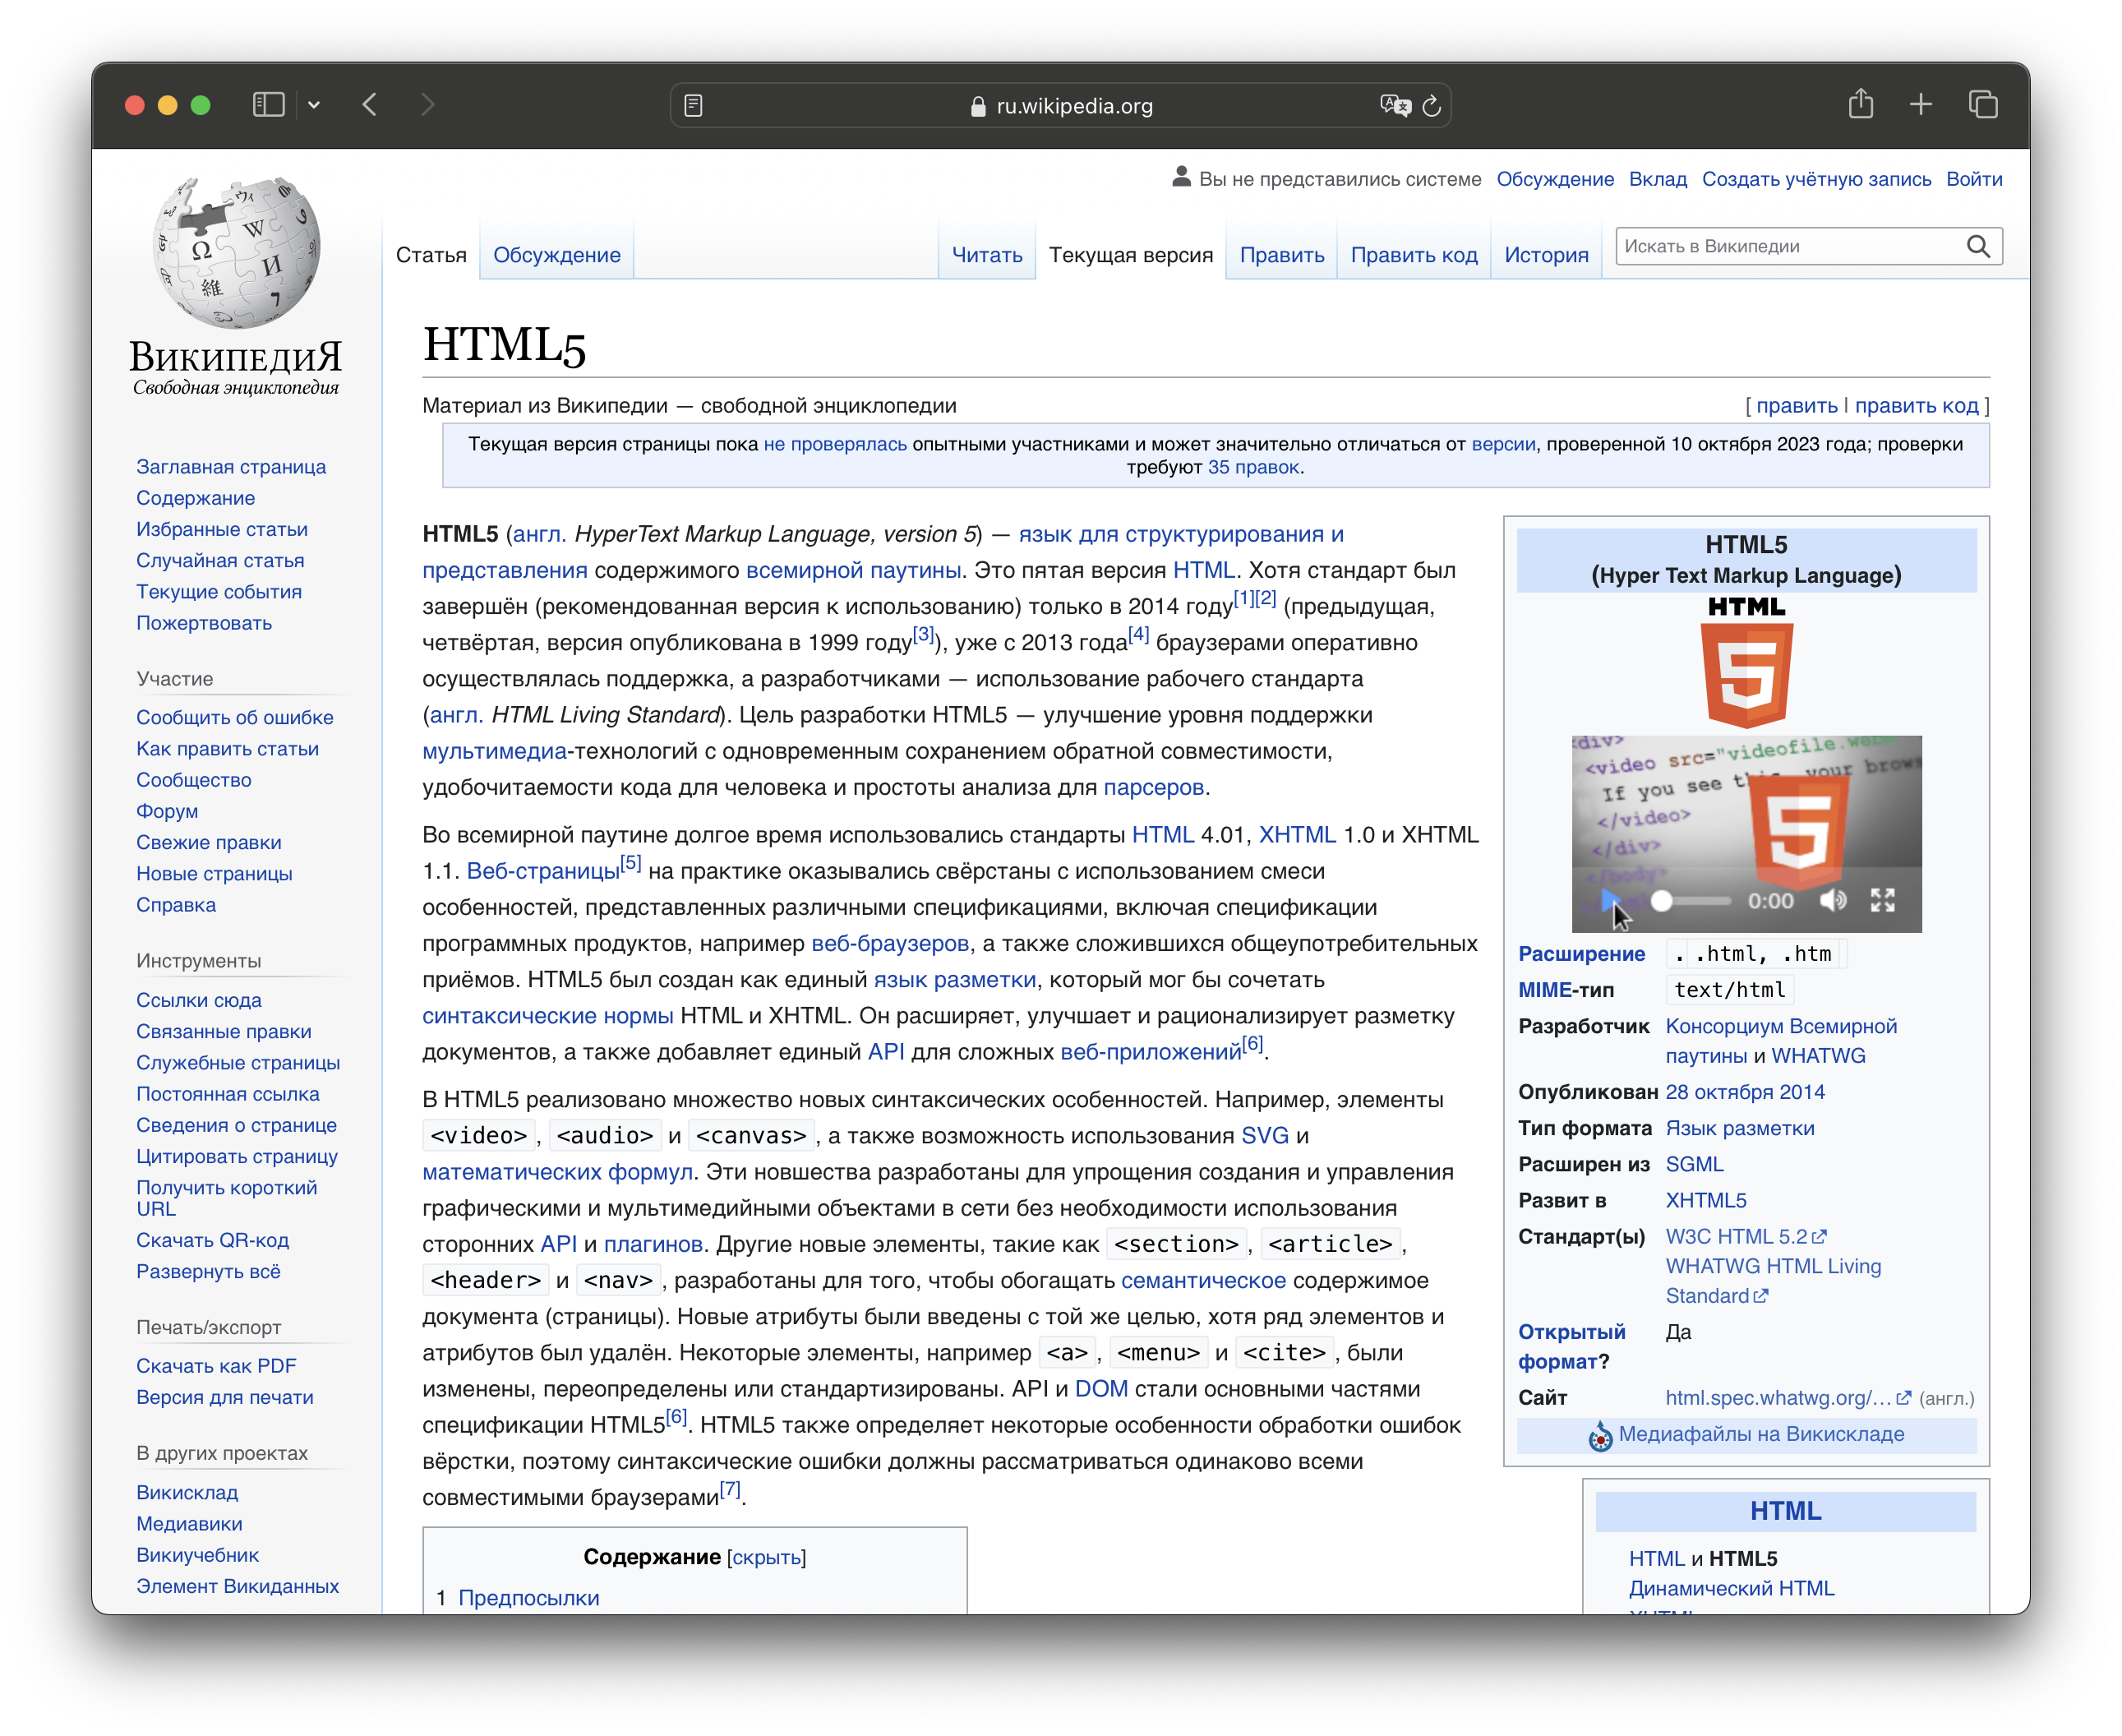 ru.wikipedia.org
Вы не представились системе Обсуждение Вклад Создать учётную запись Войти
Статья Обсуждение Читать Текущая версия Править Править код История Искать в Википедии
ВикипедиЯ
Свободная энциклопедия
Заглавная страница
Содержание
Избранные статьи
Случайная статья
Текущие события
Пожертвовать
Участие
Сообщить об ошибке
Как править статьи
Сообщество
Форум
Свежие правки
Новые страницы
Справка
Инструменты
Ссылки сюда
Связанные правки
Служебные страницы
Постоянная ссылка
Сведения о странице
Цитировать страницу
Получить короткий
URL
Скачать QR-код
Развернуть всё
Печать/экспорт
Скачать как PDF
Версия для печати
В других проектах
Викисклад
Медиавики
Викиучебник
Элемент Викиданных
HTML5
Материал из Википедии — свободной энциклопедии [ править | править код ]
Текущая версия страницы пока не проверялась опытными участниками и может значительно отличаться от версии, проверенной 10 октября 2023 года; проверки
требуют 35 правок.
HTML5 (англ. HyperText Markup Language, version 5) — язык для структурирования и
представления содержимого всемирной паутины. Это пятая версия HTML. Хотя стандарт был
завершён (рекомендованная версия к использованию) только в 2014 году[1][2] (предыдущая,
четвёртая, версия опубликована в 1999 году[3]), уже с 2013 года[4] браузерами оперативно
осуществлялась поддержка, а разработчиками — использование рабочего стандарта
(англ. HTML Living Standard). Цель разработки HTML5 — улучшение уровня поддержки
мультимедиа-технологий с одновременным сохранением обратной совместимости,
удобочитаемости кода для человека и простоты анализа для парсеров.
Во всемирной паутине долгое время использовались стандарты HTML 4.01, XHTML 1.0 и XHTML
1.1. Веб-страницы[5] на практике оказывались свёрстаны с использованием смеси
особенностей, представленных различными спецификациями, включая спецификации
программных продуктов, например веб-браузеров, а также сложившихся общеупотребительных
приёмов. HTML5 был создан как единый язык разметки, который мог бы сочетать
синтаксические нормы HTML и XHTML. Он расширяет, улучшает и рационализирует разметку
документов, а также добавляет единый API для сложных веб-приложений[6].
В HTML5 реализовано множество новых синтаксических особенностей. Например, элементы
<video>, <audio> и <canvas>, а также возможность использования SVG и
математических формул. Эти новшества разработаны для упрощения создания и управления
графическими и мультимедийными объектами в сети без необходимости использования
сторонних API и плагинов. Другие новые элементы, такие как <section>, <article>,
<header> и <nav>, разработаны для того, чтобы обогащать семантическое содержимое
документа (страницы). Новые атрибуты были введены с той же целью, хотя ряд элементов и
атрибутов был удалён. Некоторые элементы, например <a>, <menu> и <cite>, были
изменены, переопределены или стандартизированы. API и DOM стали основными частями
спецификации HTML5[6]. HTML5 также определяет некоторые особенности обработки ошибок
вёрстки, поэтому синтаксические ошибки должны рассматриваться одинаково всеми
совместимыми браузерами[7].
Содержание [скрыть]
1 Предпосылки
HTML5
(Hyper Text Markup Language)
HTML
5
div>
<video src="videofile.webm
If you see this, your brows
</video>
</div>
</body>
0:00
Расширение . .html, .htm
MIME-тип text/html
Разработчик Консорциум Всемирной
паутины и WHATWG
Опубликован 28 октября 2014
Тип формата Язык разметки
Расширен из SGML
Развит в XHTML5
Стандарт(ы) W3C HTML 5.2
WHATWG HTML Living
Standard
Открытый Да
формат?
Сайт html.spec.whatwg.org/… (англ.)
Медиафайлы на Викискладе
HTML
HTML и HTML5
Динамический HTML